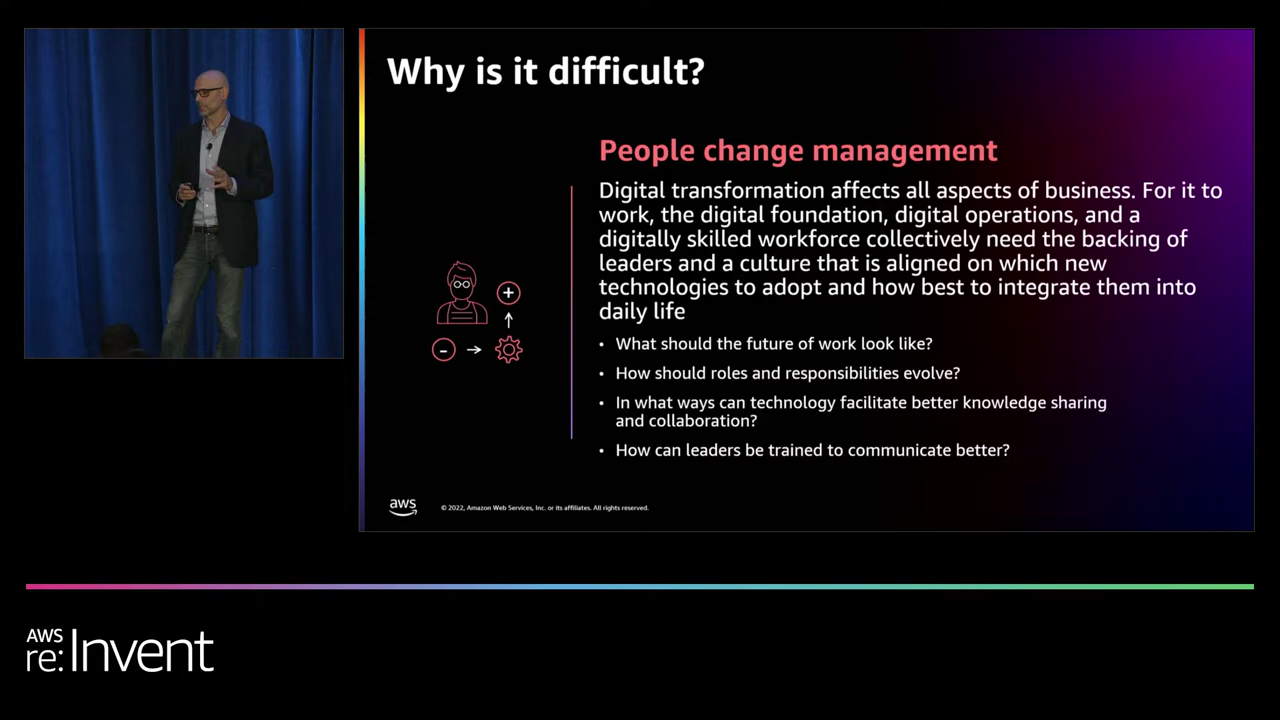 Why is it difficult?
People change management
Digital transformation affects all aspects of business. For it to
work, the digital foundation, digital operations, and a
digitally skilled workforce collectively need the backing of
leaders and a culture that is aligned on which new
technologies to adopt and how best to integrate them into
daily life
• What should the future of work look like?
• How should roles and responsibilities evolve?
• In what ways can technology facilitate better knowledge sharing
and collaboration?
• How can leaders be trained to communicate better?
+
- → 
aws
© 2022, Amazon Web Services, Inc. or its affiliates. All rights reserved.
AWS
re:Invent